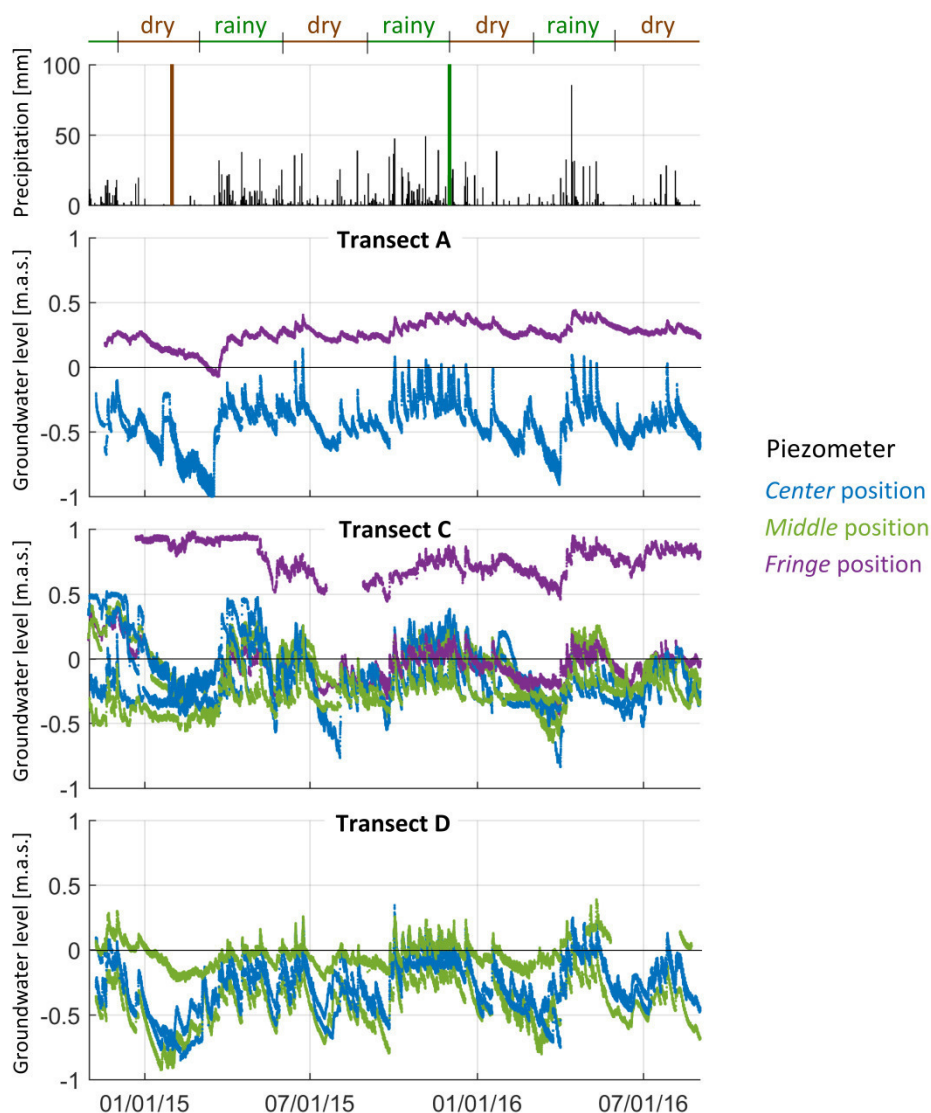 dry rainy dry rainy dry rainy dry
Precipitation [mm]
100
50
0
Transect A
Groundwater level [m.a.s.]
1
0.5
0
-0.5
-1
Transect C
Groundwater level [m.a.s.]
1
0.5
0
-0.5
-1
Transect D
Groundwater level [m.a.s.]
1
0.5
0
-0.5
-1
01/01/15 07/01/15 01/01/16 07/01/16
Piezometer
Center position
Middle position
Fringe position